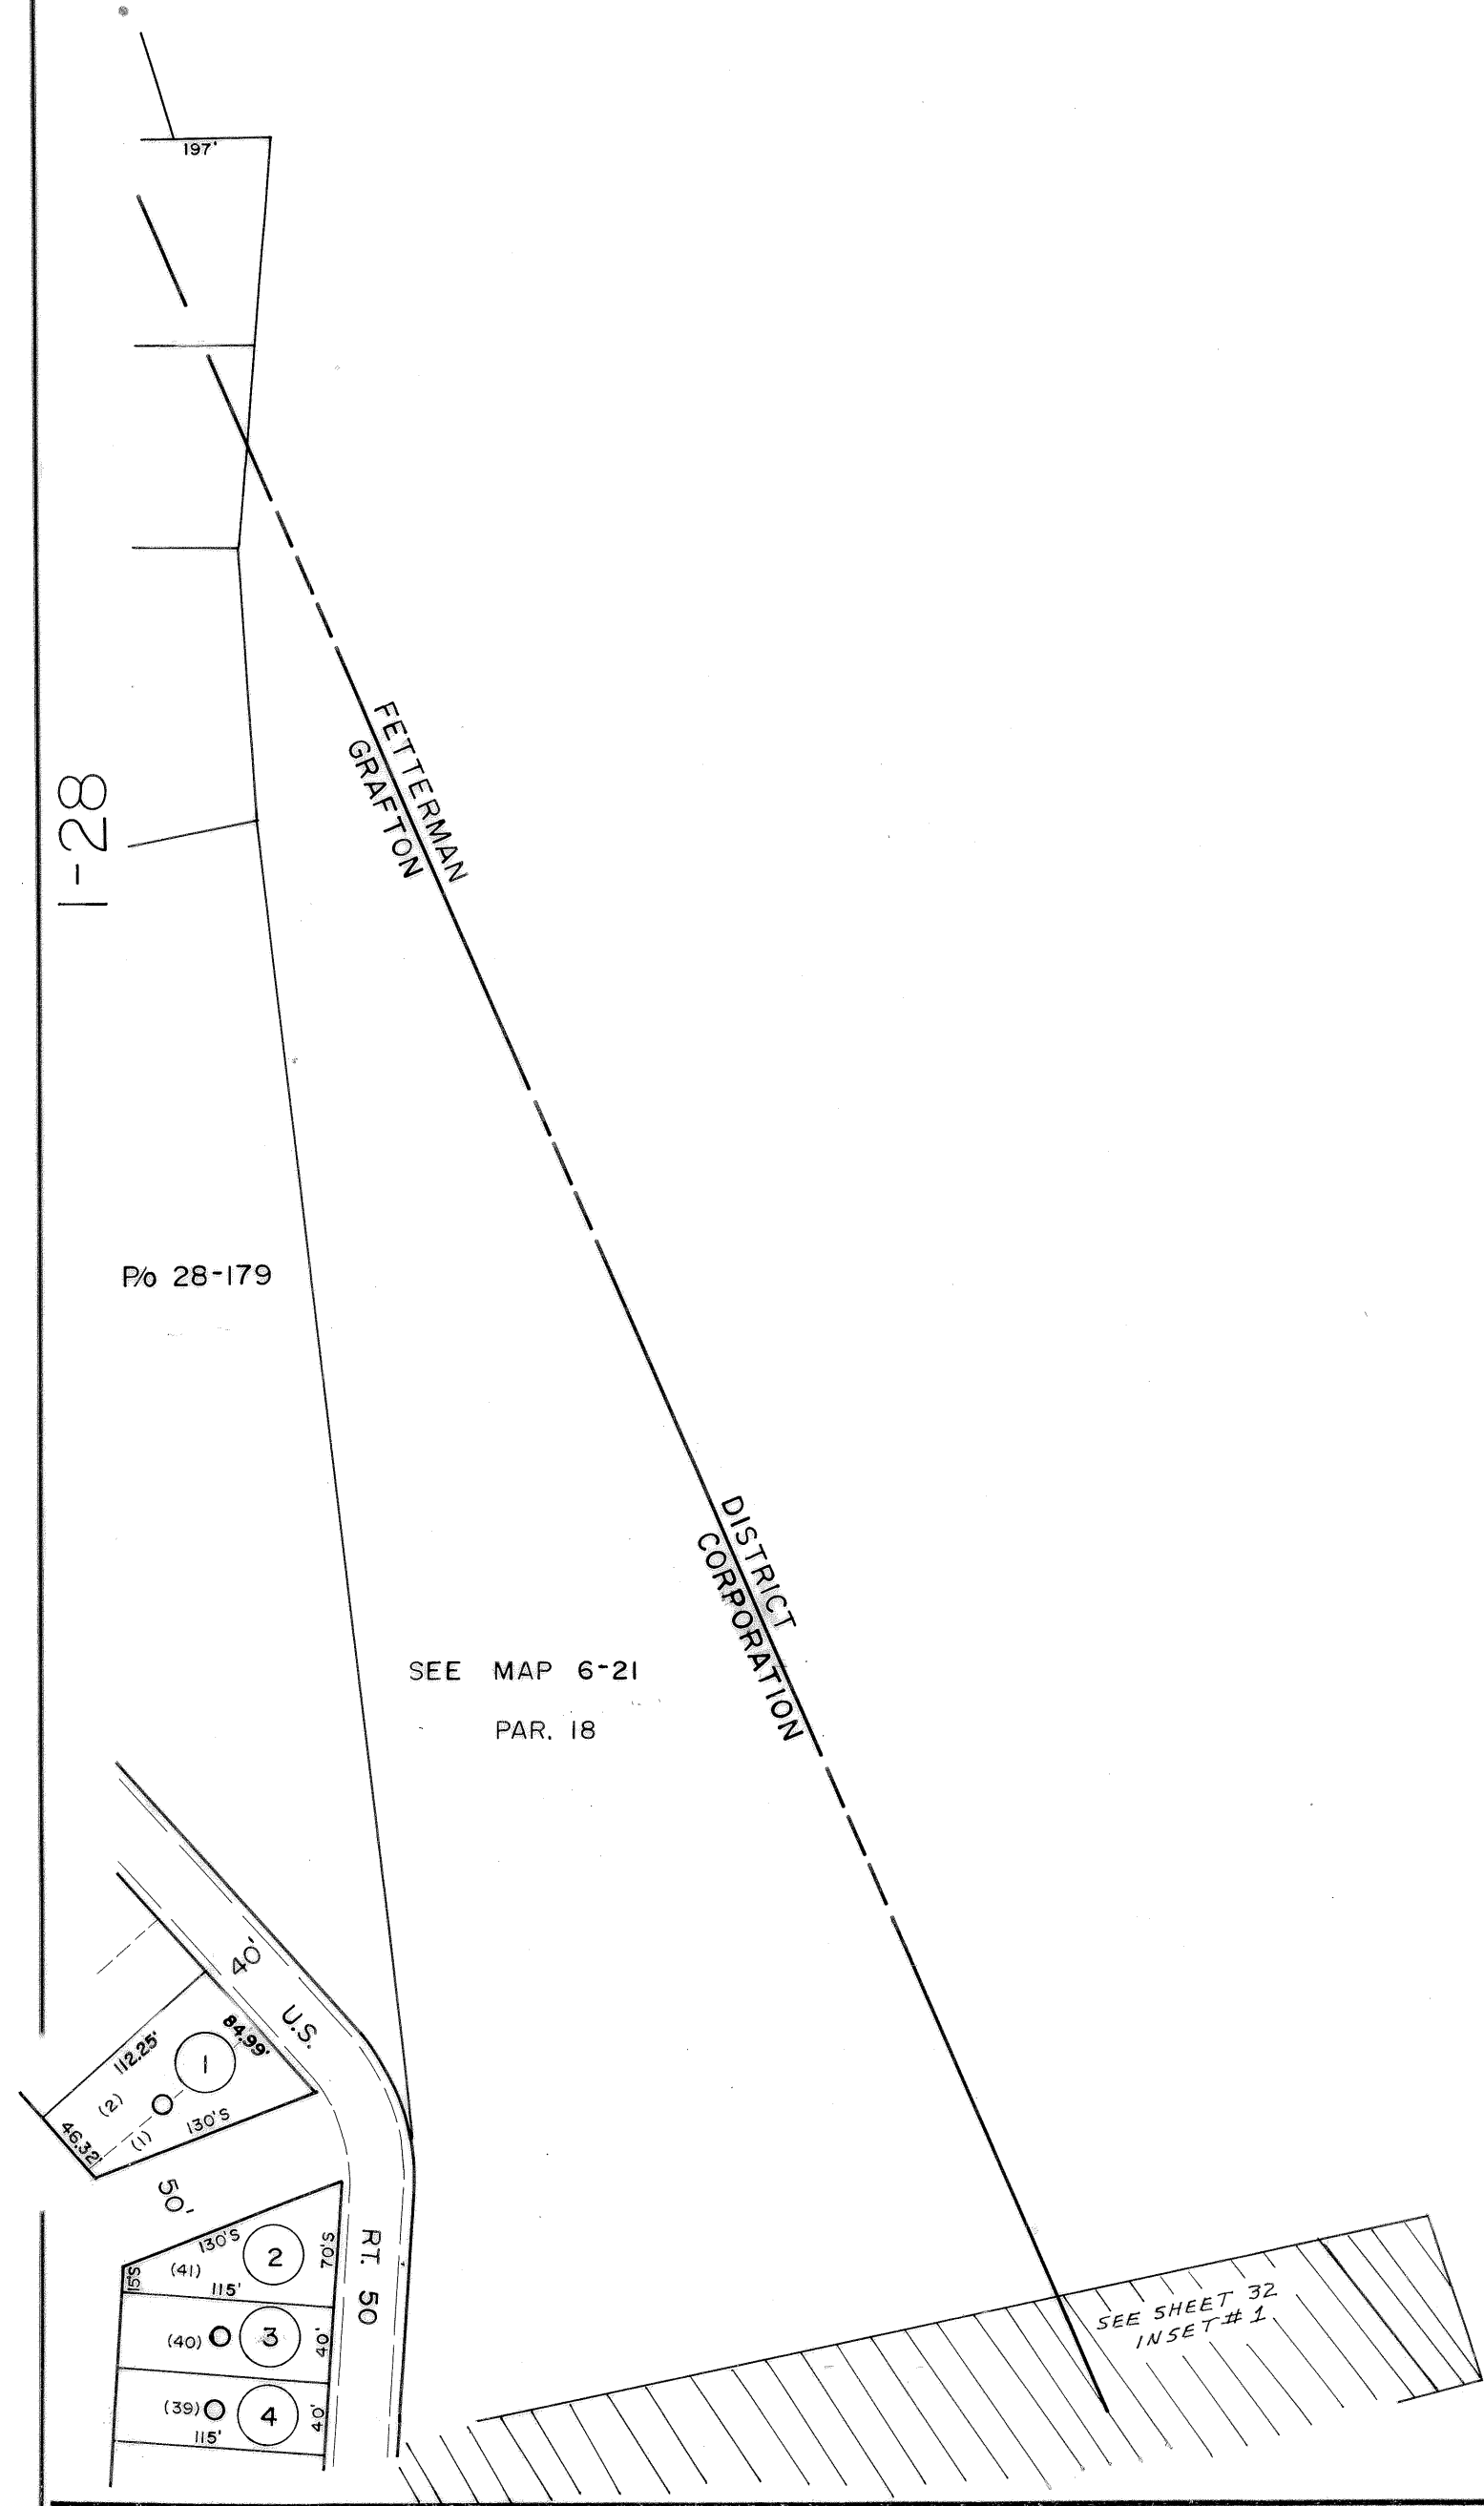 197'
FETTERMAN
GRAFTON
1-28
P/o 28-179
DISTRICT
CORPORATION
SEE MAP 6-21
PAR. 18
40'
U.S.
84.99'
112.25'
1
(2)
(1)
130'S
46.32'
50'
130'S
2
70'S
(41)
15'S
115'
RT. 50
(40)
3
40'
(39)
4
40'
115'
SEE SHEET 32
INSET # 1